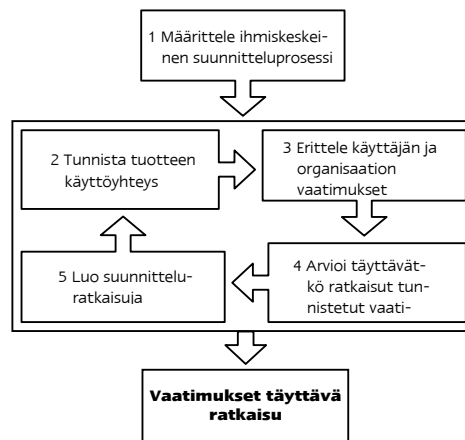 1 Määrittele ihmiskeskei-
nen suunnitteluprosessi
2 Tunnista tuotteen
käyttöyhteys
3 Erittele käyttäjän ja
organisaation
vaatimukset
4 Arvioi täyttävät-
kö ratkaisut tun-
nistetut vaati-
5 Luo suunnittelu-
ratkaisuja
Vaatimukset täyttävä
ratkaisu